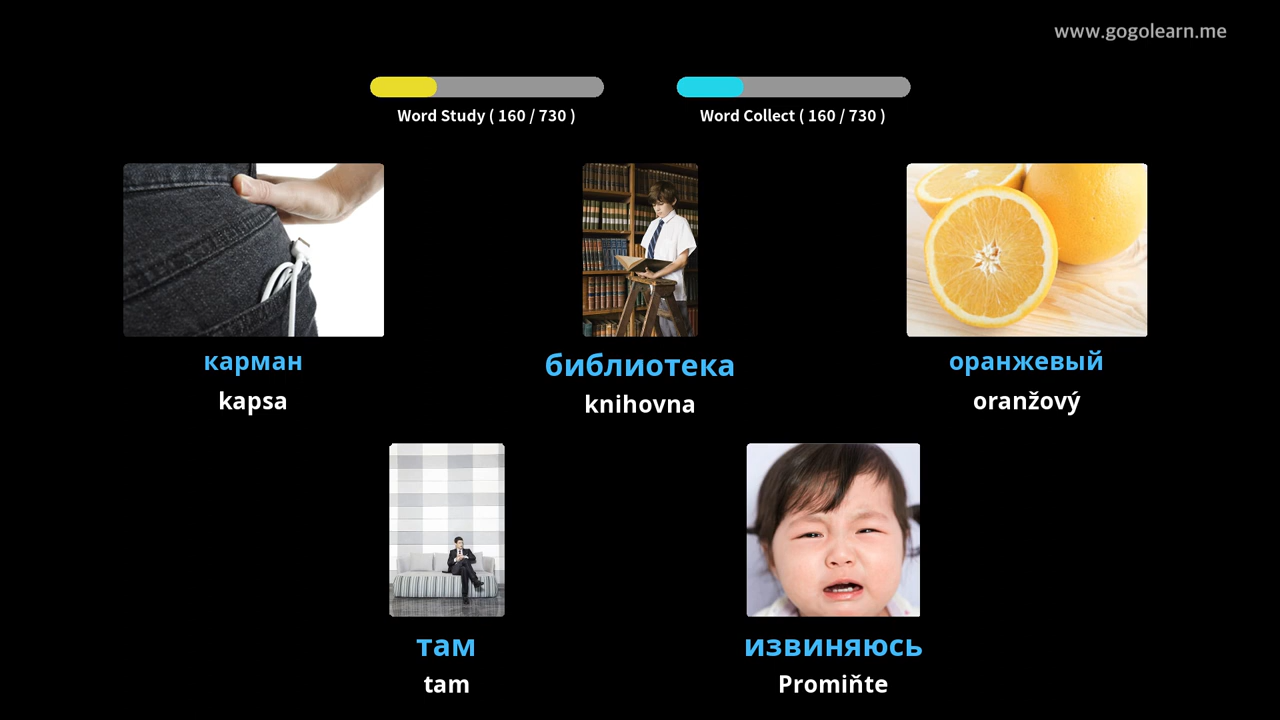 www.gogolearn.me
Word Study ( 160 / 730 )
Word Collect ( 160 / 730 )
карман
kapsa
библиотека
knihovna
оранжевый
oranžový
там
tam
извиняюсь
Promiňte